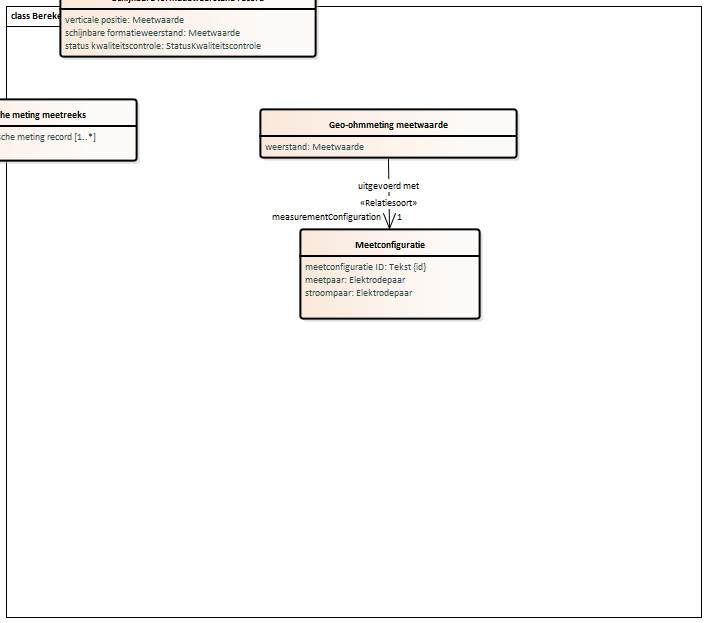 class Bereke
verticale positie: Meetwaarde
schijnbare formatieweerstand: Meetwaarde
status kwaliteitscontrole: StatusKwaliteitscontrole
he meting meetreeks
sche meting record [1..*]
Geo-ohmmeting meetwaarde
weerstand: Meetwaarde
uitgevoerd met
«Relatiesoort»
measurementConfiguration 1
Meetconfiguratie
meetconfiguratie ID: Tekst {id}
meetpaar: Elektrodepaar
stroompaar: Elektrodepaar